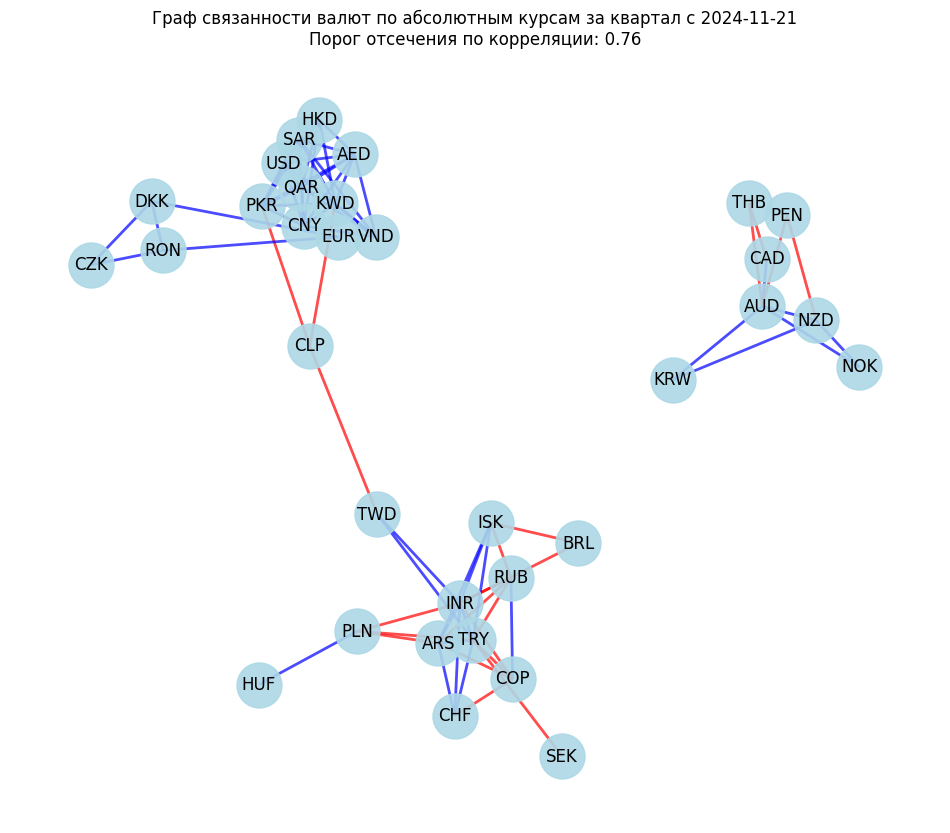 Граф связанности валют по абсолютным курсам за квартал с 2024-11-21
Порог отсечения по корреляции: 0.76
HKD
SAR
AED
USD
QAR
DKK
PKR
KWD
THB
PEN
CNY
EUR
VND
RON
CZK
CAD
AUD
NZD
CLP
NOK
KRW
TWD
ISK
BRL
RUB
INR
PLN
ARS
TRY
COP
HUF
CHF
SEK